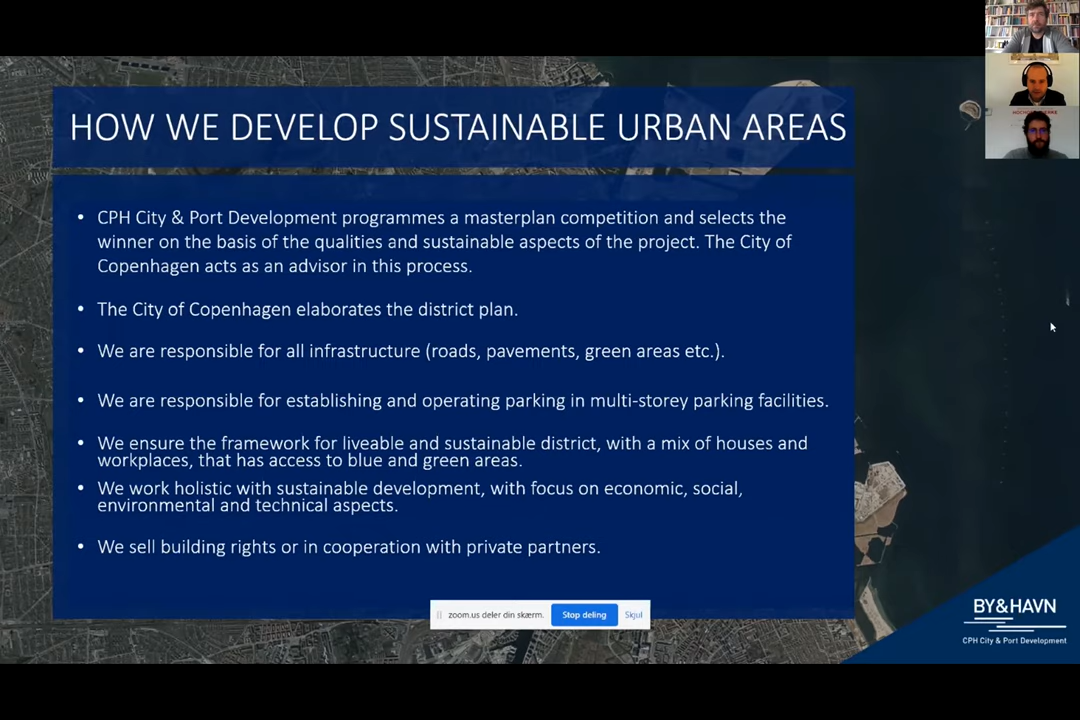 HOW WE DEVELOP SUSTAINABLE URBAN AREAS
• CPH City & Port Development programmes a masterplan competition and selects the
winner on the basis of the qualities and sustainable aspects of the project. The City of
Copenhagen acts as an advisor in this process.
• The City of Copenhagen elaborates the district plan.
• We are responsible for all infrastructure (roads, pavements, green areas etc.).
• We are responsible for establishing and operating parking in multi-storey parking facilities.
• We ensure the framework for liveable and sustainable district, with a mix of houses and
workplaces, that has access to blue and green areas.
• We work holistic with sustainable development, with focus on economic, social,
environmental and technical aspects.
• We sell building rights or in cooperation with private partners.
zoom.us deler din skærm. Stop deling Skjul
BY&HAVN
CPH City & Port Development